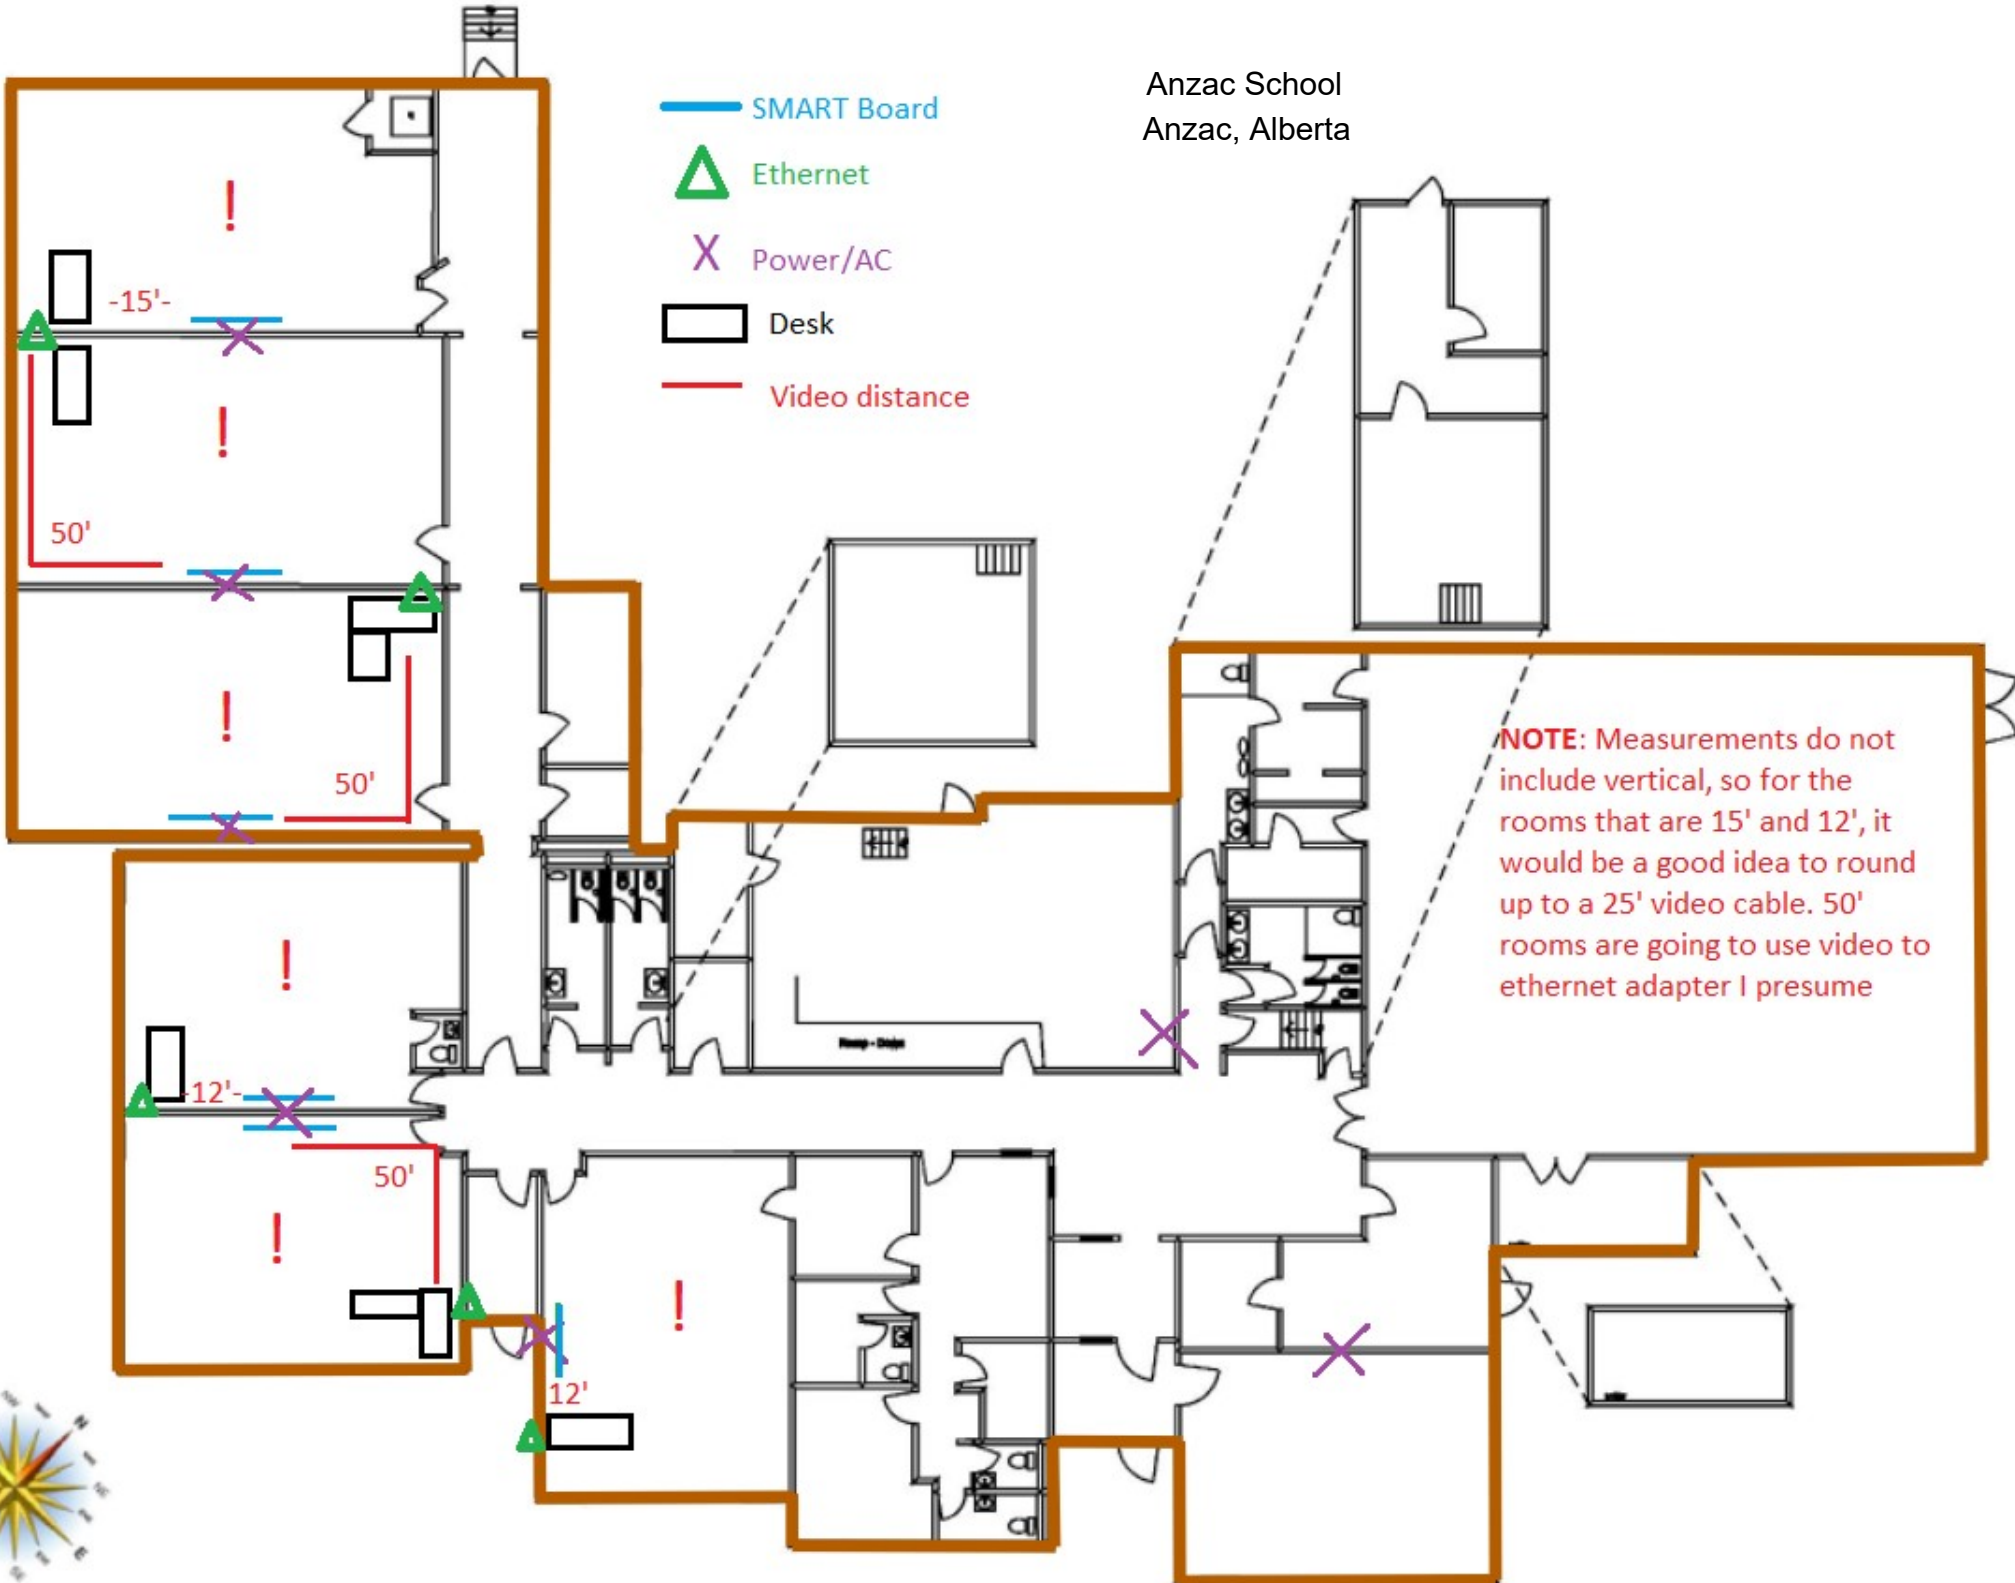 Anzac School
Anzac, Alberta
SMART Board
Ethernet
X Power/AC
Desk
Video distance
!
-15'-
!
50'
!
50'
!
-12'-
50'
!
!
12'
NOTE: Measurements do not
include vertical, so for the
rooms that are 15' and 12', it
would be a good idea to round
up to a 25' video cable. 50'
rooms are going to use video to
ethernet adapter I presume
N
E